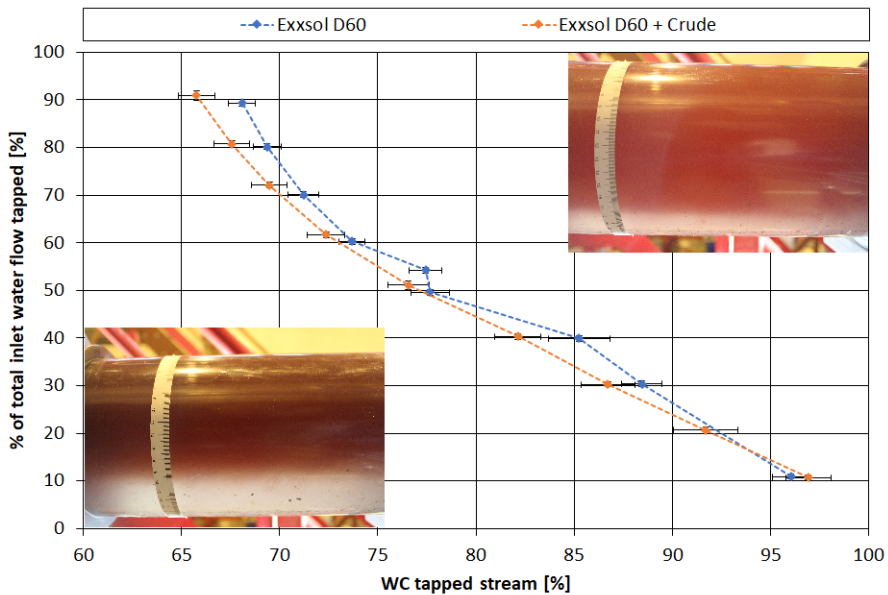 Exxsol D60 Exxsol D60 + Crude
% of total inlet water flow tapped [%]
100
90
80
70
60
50
40
30
20
10
0
60 65 70 75 80 85 90 95 100
WC tapped stream [%]